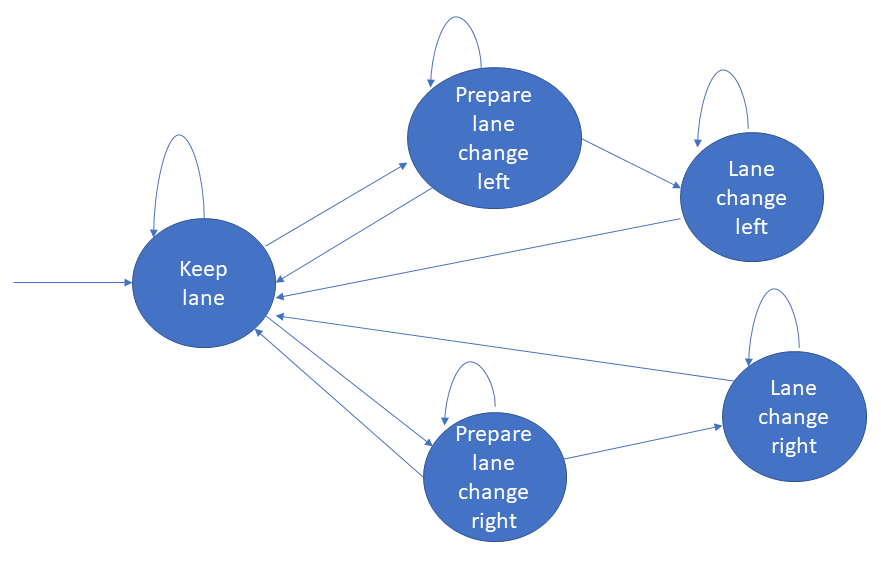 Prepare
lane
change
left
Lane
change
left
Keep
lane
Lane
change
right
Prepare
lane
change
right